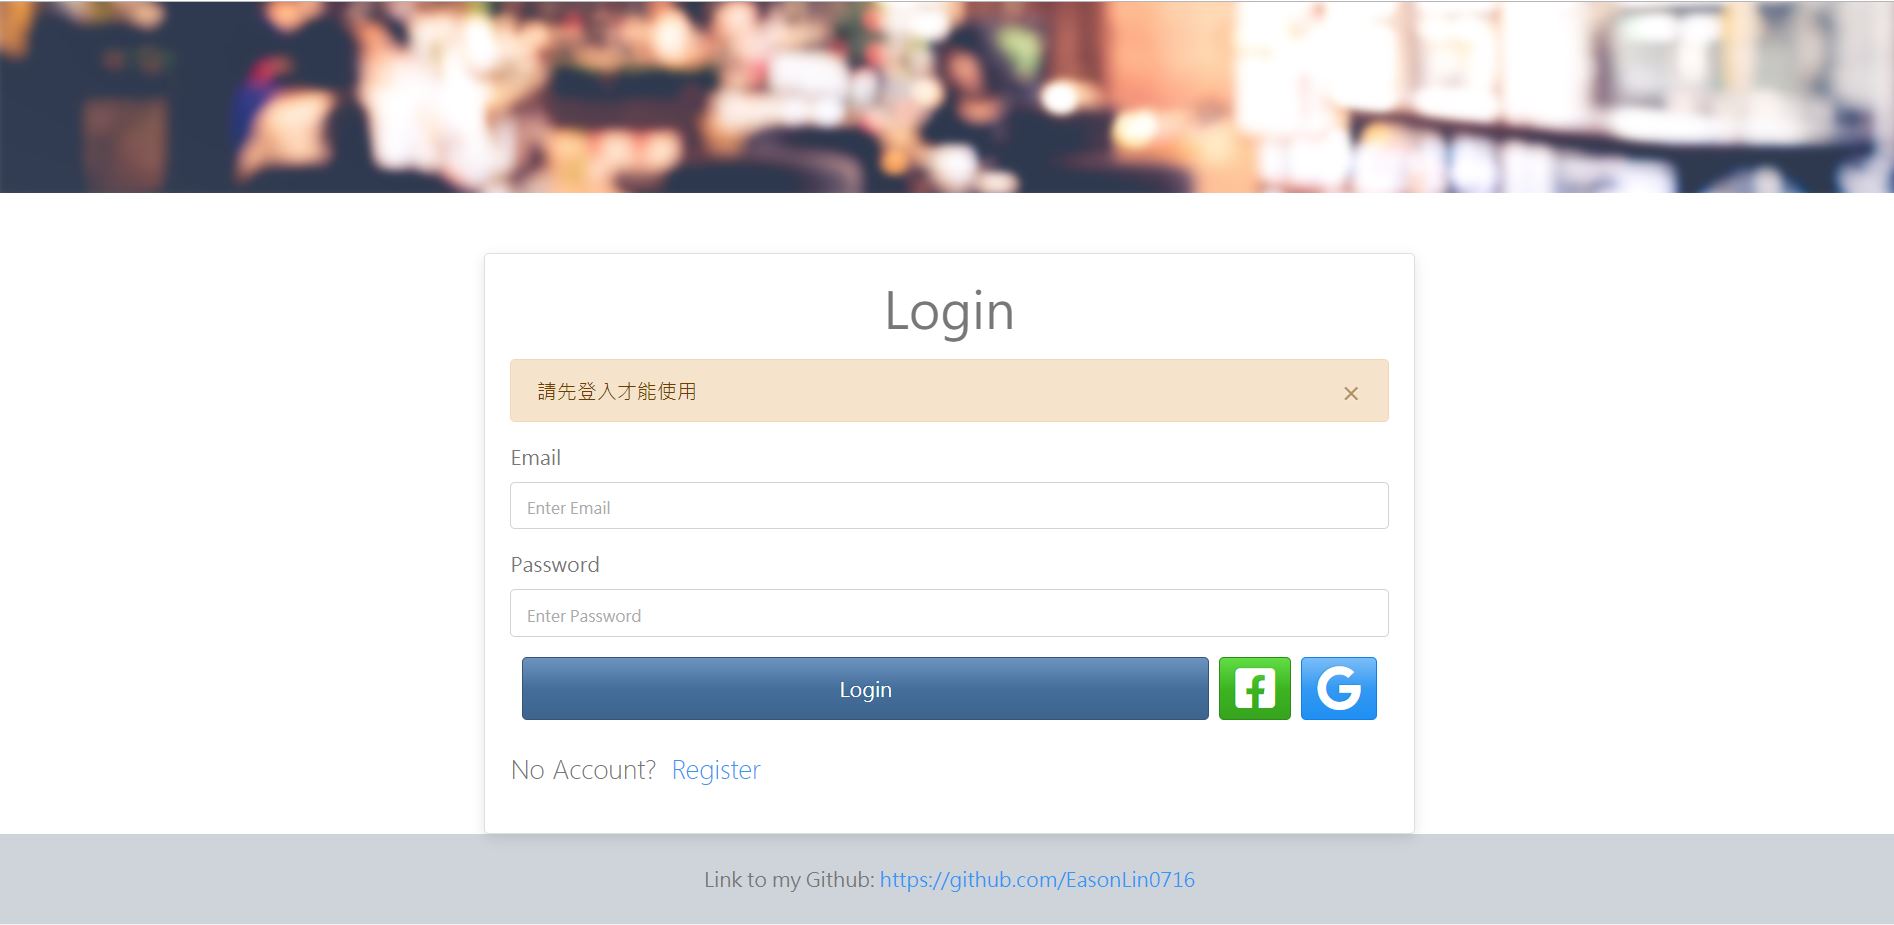 Login
請先登入才能使用 ×
Email
Enter Email
Password
Enter Password
Login
No Account? Register
Link to my Github: https://github.com/EasonLin0716